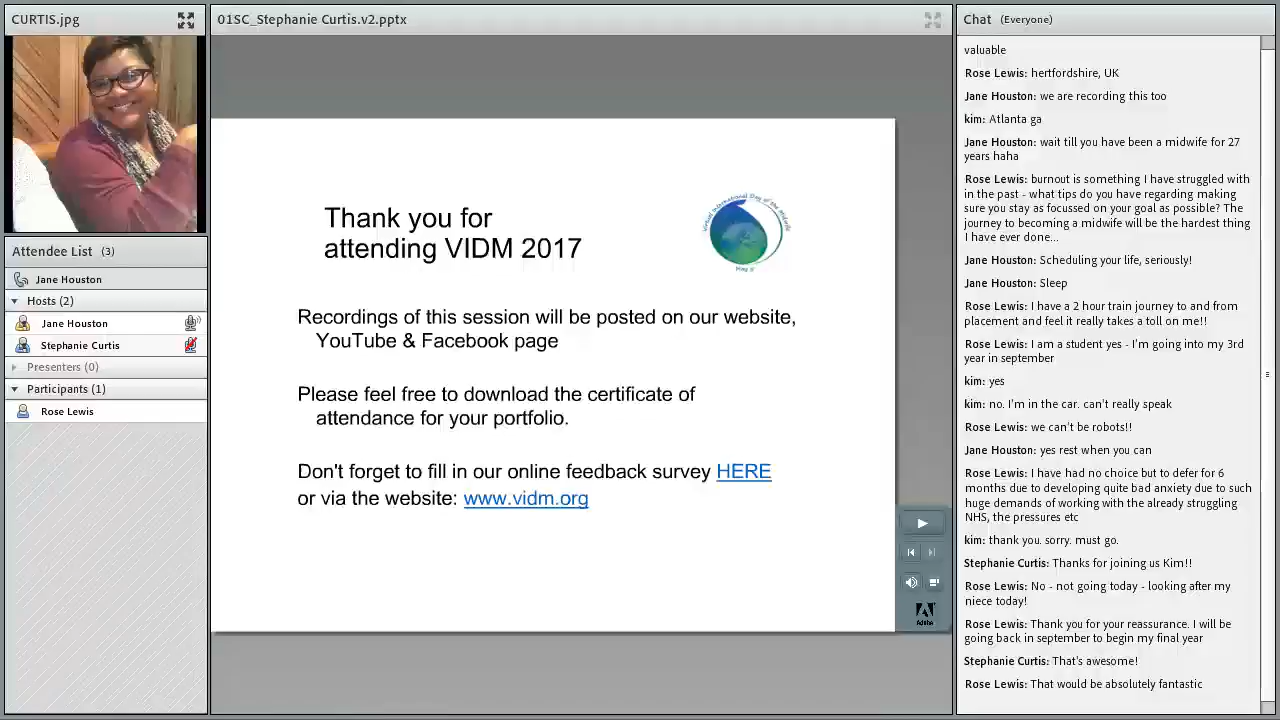 CURTIS.jpg
Attendee List (3)
Jane Houston
Hosts (2)
Jane Houston
Stephanie Curtis
Presenters (0)
Participants (1)
Rose Lewis
01SC_Stephanie Curtis.v2.pptx
Thank you for
attending VIDM 2017
Virtual International Day of the Midwife
May 5
Recordings of this session will be posted on our website,
YouTube & Facebook page
Please feel free to download the certificate of
attendance for your portfolio.
Don't forget to fill in our online feedback survey HERE
or via the website: www.vidm.org
Adobe
Chat (Everyone)
valuable
Rose Lewis: hertfordshire, UK
Jane Houston: we are recording this too
kim: Atlanta ga
Jane Houston: wait till you have been a midwife for 27
years haha
Rose Lewis: burnout is something I have struggled with
in the past - what tips do you have regarding making
sure you stay as focussed on your goal as possible? The
journey to becoming a midwife will be the hardest thing
I have ever done...
Jane Houston: Scheduling your life, seriously!
Jane Houston: Sleep
Rose Lewis: I have a 2 hour train journey to and from
placement and feel it really takes a toll on me!!
Rose Lewis: I am a student yes - I'm going into my 3rd
year in september
kim: yes
kim: no. I'm in the car. can't really speak
Rose Lewis: we can't be robots!!
Jane Houston: yes rest when you can
Rose Lewis: I have had no choice but to defer for 6
months due to developing quite bad anxiety due to such
huge demands of working with the already struggling
NHS, the pressures etc
kim: thank you. sorry. must go.
Stephanie Curtis: Thanks for joining us Kim!!
Rose Lewis: No - not going today - looking after my
niece today!
Rose Lewis: Thank you for your reassurance. I will be
going back in september to begin my final year
Stephanie Curtis: That's awesome!
Rose Lewis: That would be absolutely fantastic